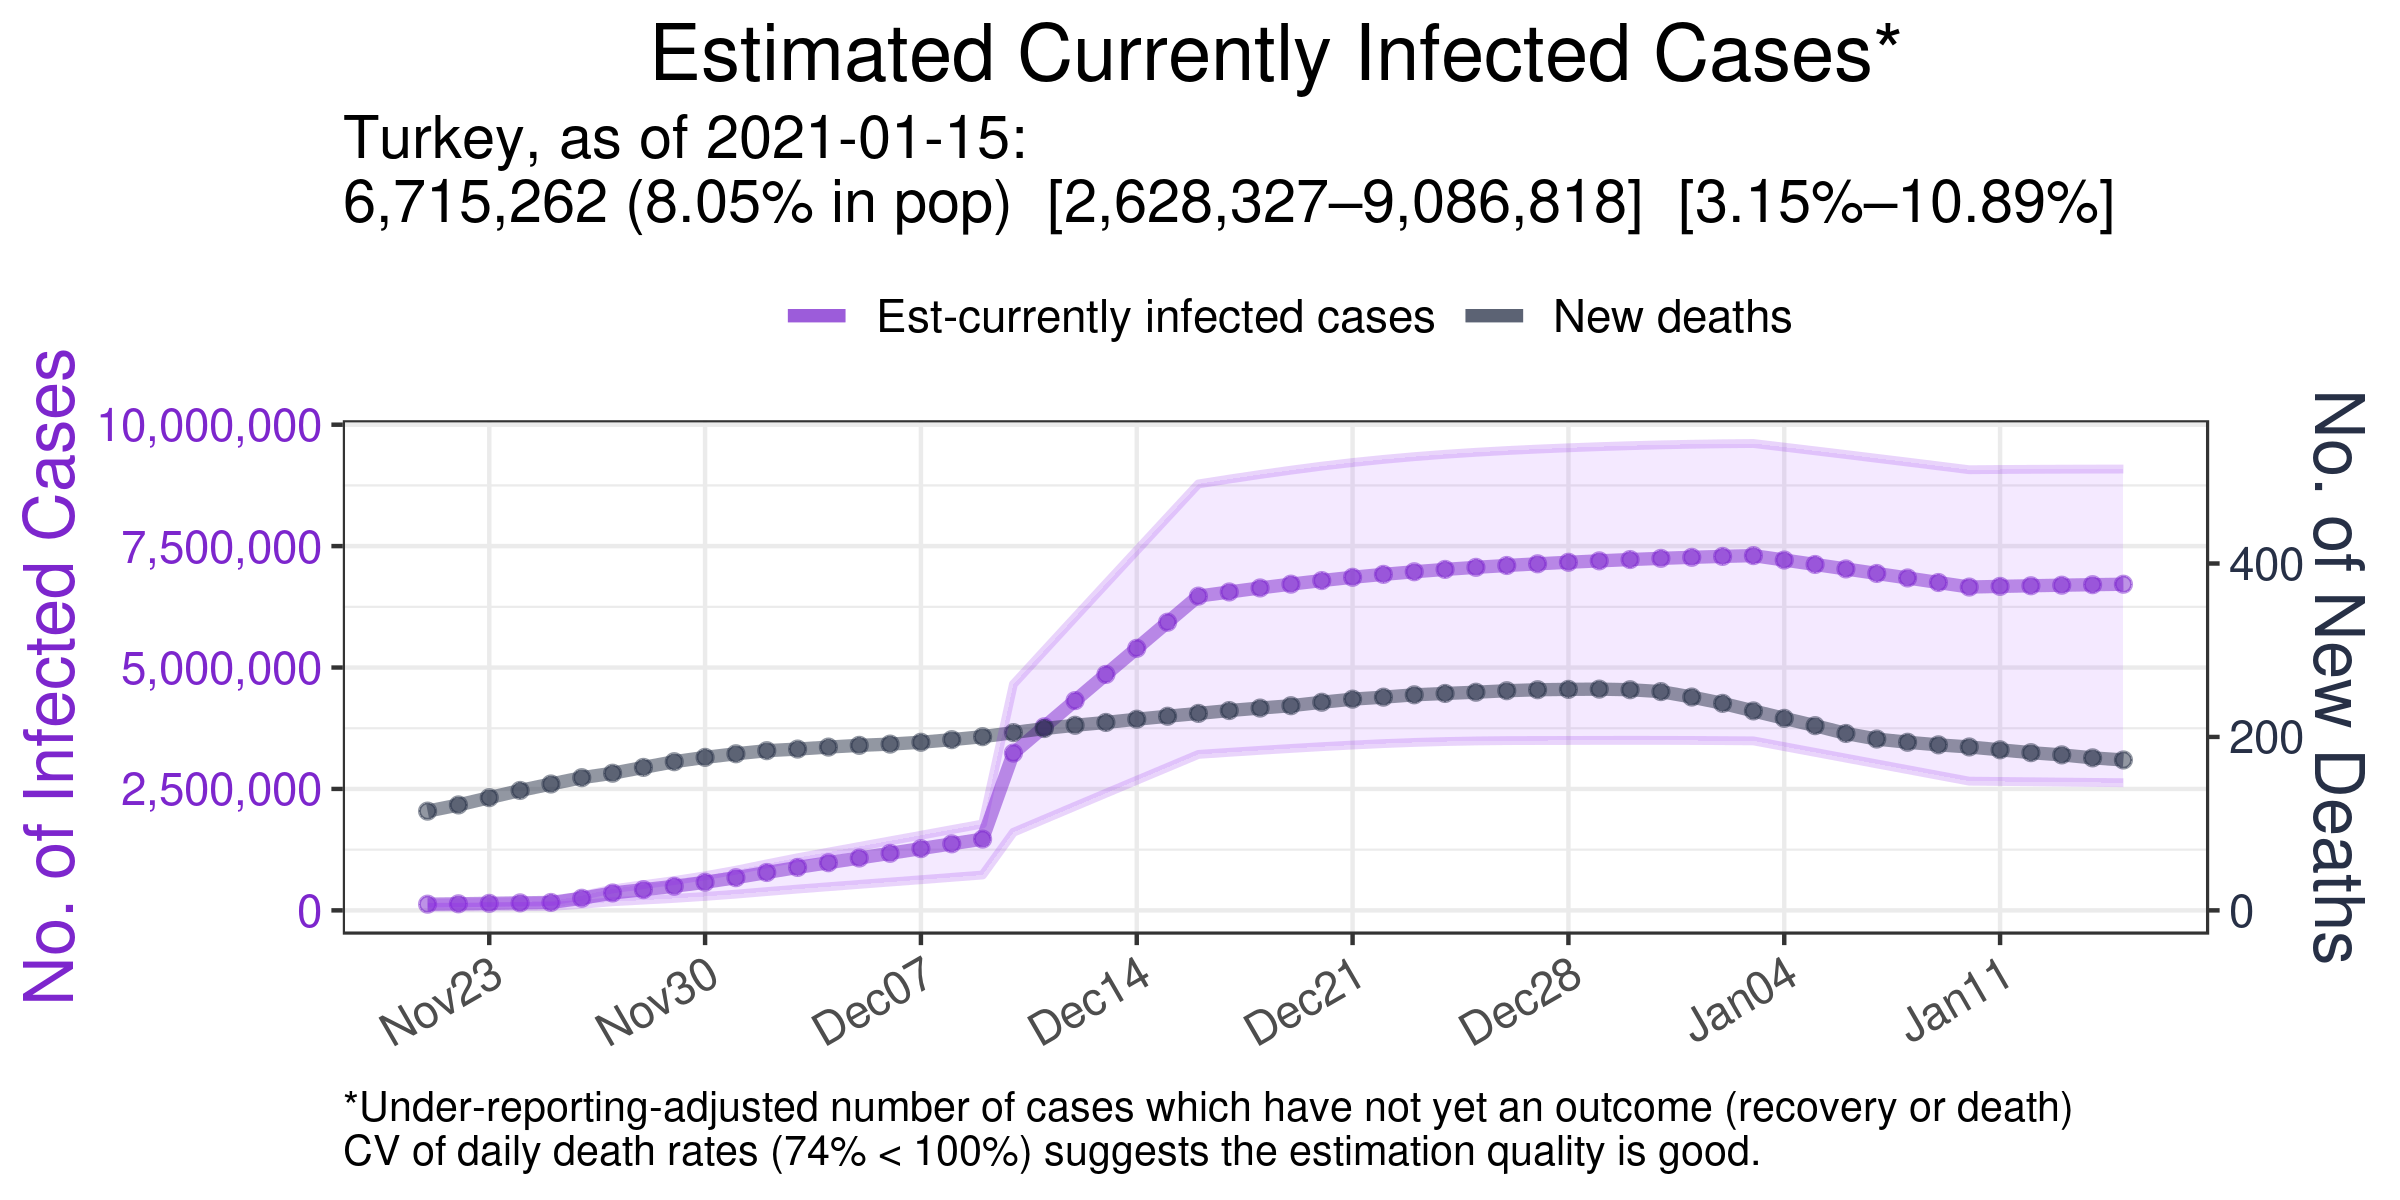 Estimated Currently Infected Cases*
Turkey, as of 2021-01-15:
6,715,262 (8.05% in pop)  [2,628,327–9,086,818]  [3.15%–10.89%]
Est-currently infected cases
New deaths
No. of Infected Cases
10,000,000
7,500,000
5,000,000
2,500,000
0
400
200
0
No. of New Deaths
Nov23
Nov30
Dec07
Dec14
Dec21
Dec28
Jan04
Jan11
*Under-reporting-adjusted number of cases which have not yet an outcome (recovery or death)
CV of daily death rates (74% < 100%) suggests the estimation quality is good.